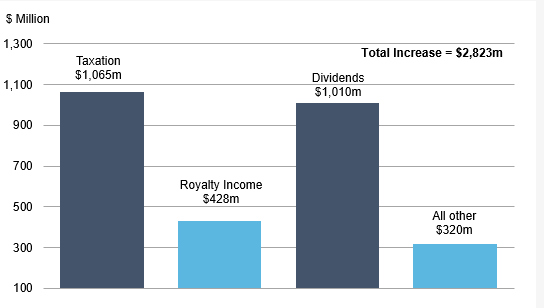 $ Million
1,300
Total Increase = $2,823m
Taxation
$1,065m
Dividends
$1,010m
1,100
900
700
Royalty Income
$428m
500
All other
$320m
300
100